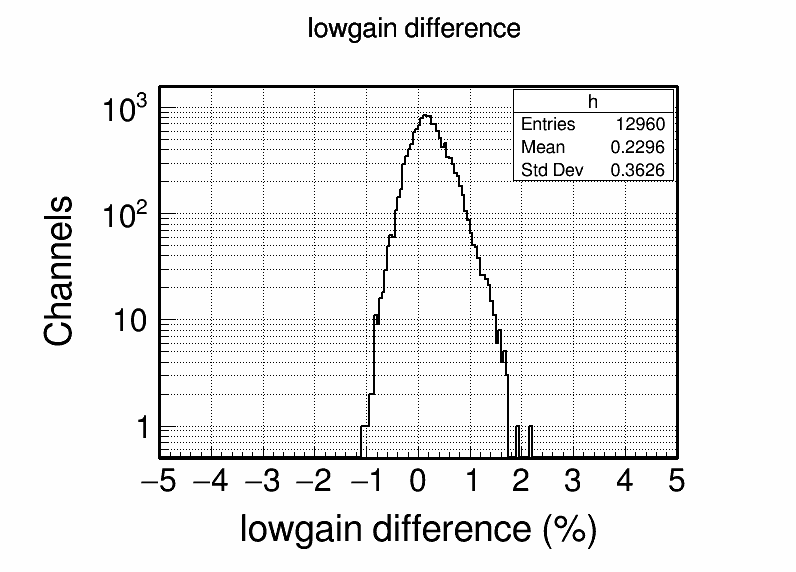 lowgain difference
h
Entries 12960
Mean 0.2296
Std Dev 0.3626
Channels
10³
10²
10
1
−5 −4 −3 −2 −1 0 1 2 3 4 5
lowgain difference (%)